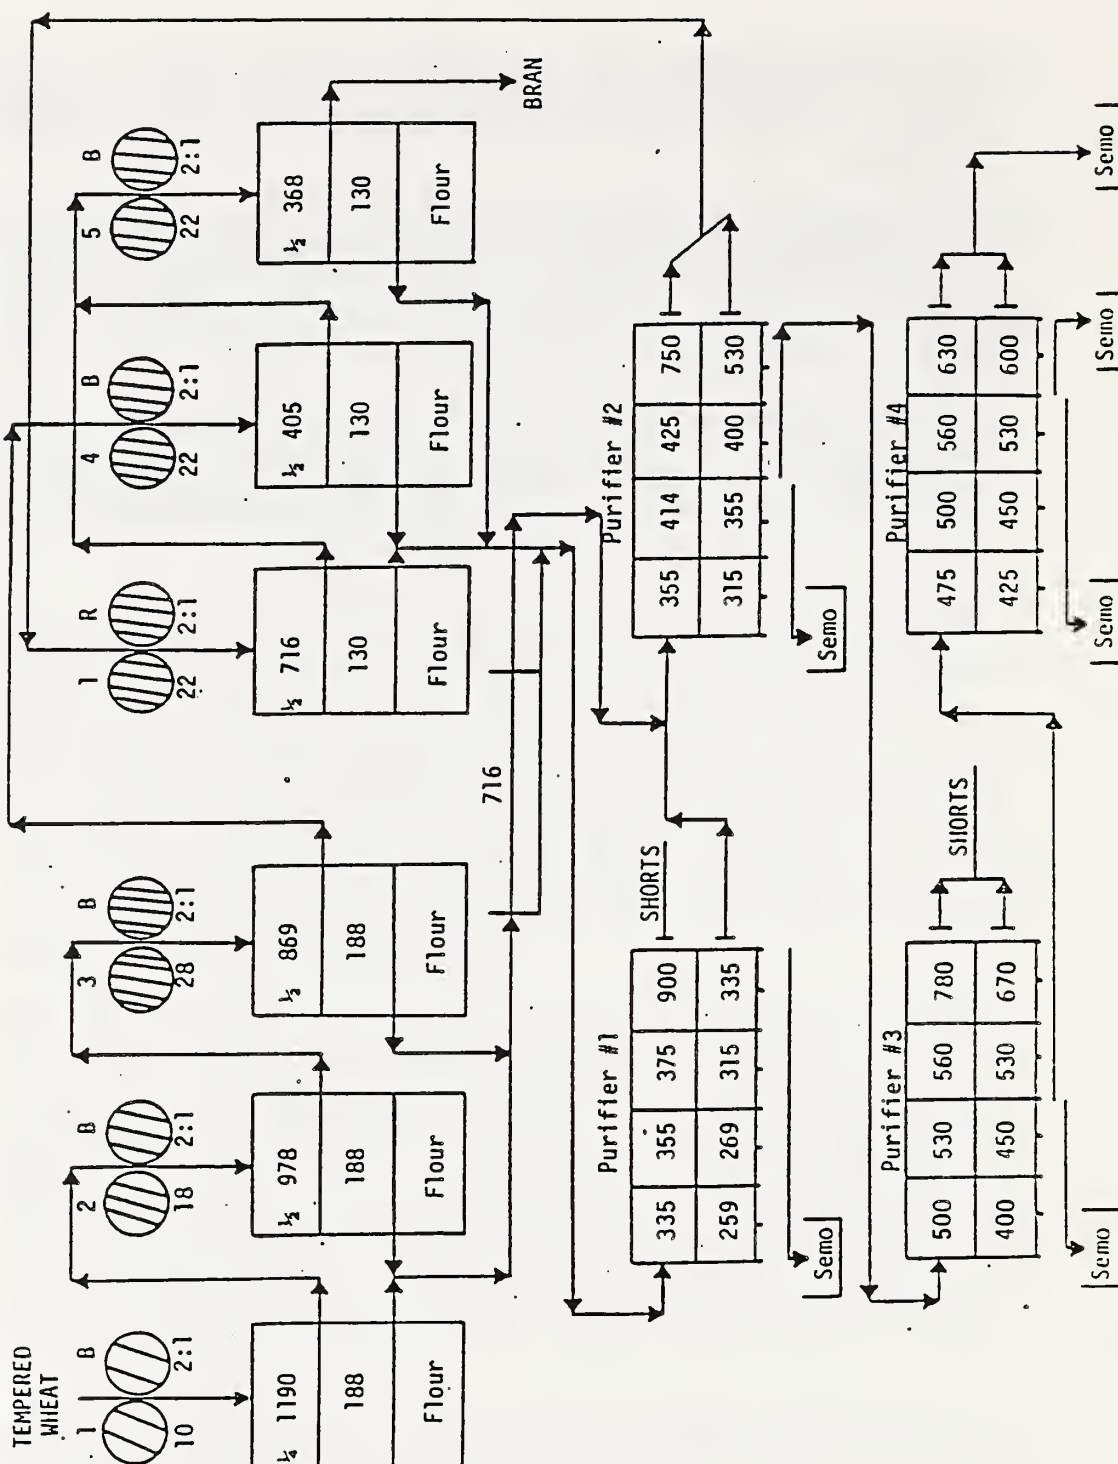 TEMPERED
WHEAT
1 B
10 2:1
¼ 1190
188
Flour
2 B
18 2:1
½ 978
188
Flour
3 B
28 2:1
½ 869
188
Flour
1 R
22 2:1
½ 716
130
Flour
4 B
22 2:1
½ 405
130
Flour
5 B
22 2:1
½ 368
130
Flour
BRAN
716
Purifier #1
335 355 375 900
259 269 315 335
SHORTS
Semo
Purifier #2
355 414 425 750
315 355 400 530
Semo
Purifier #3
500 530 560 780
400 450 530 670
SHORTS
Semo
Purifier #4
475 500 560 630
425 450 530 600
Semo
Semo
Semo